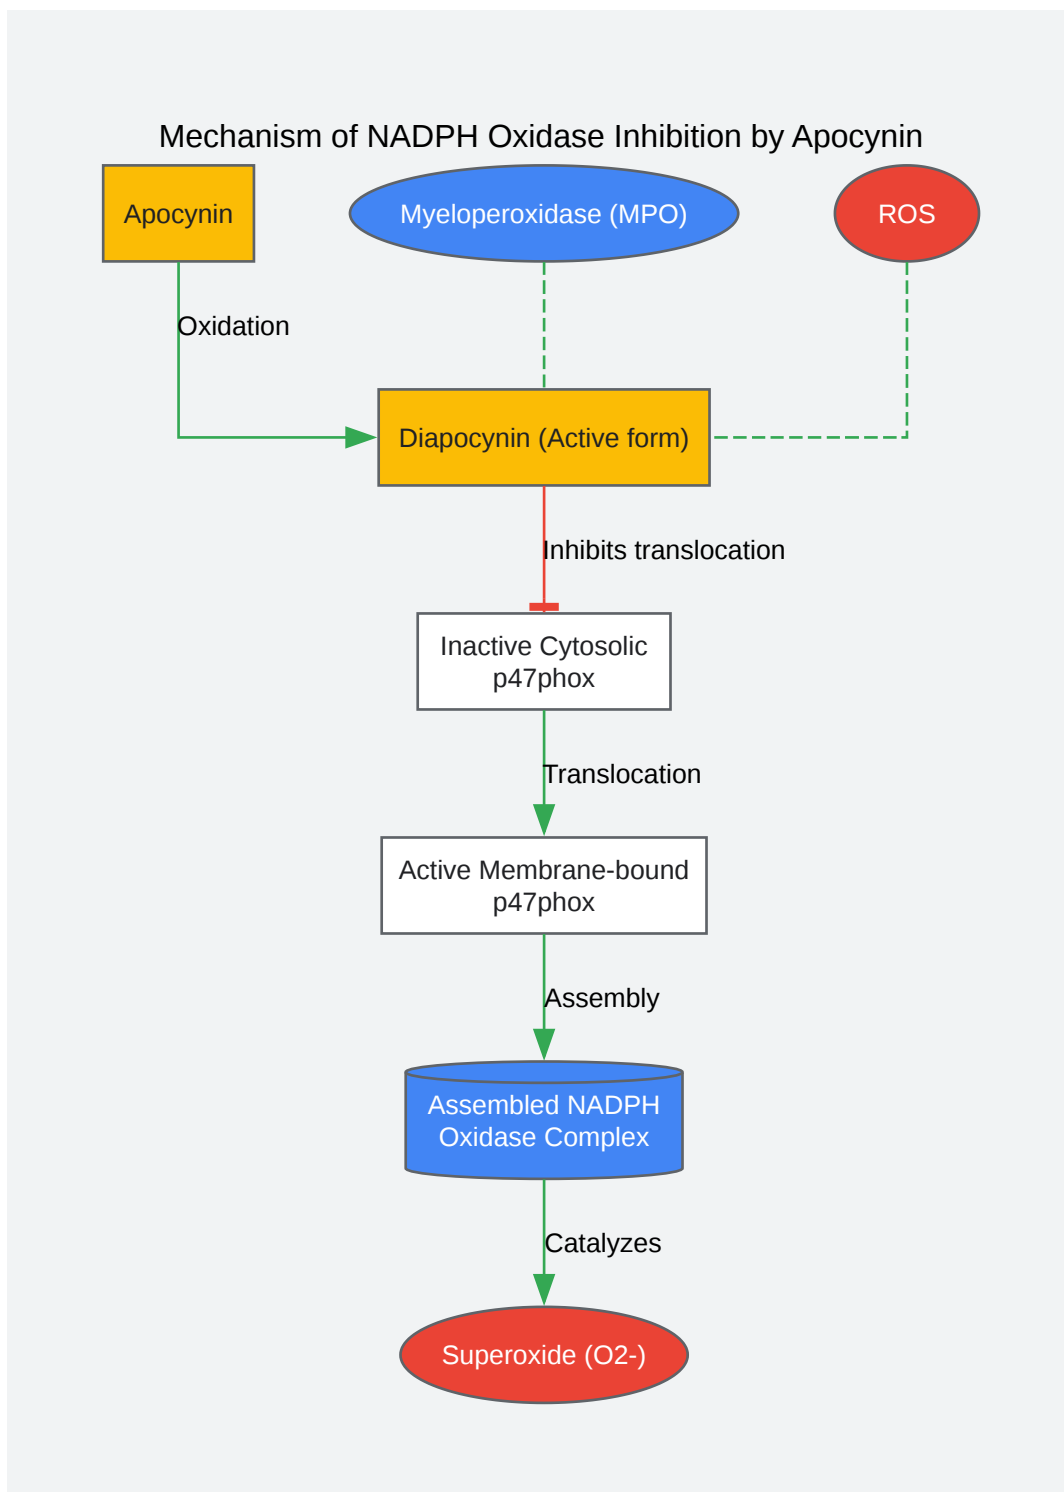 Mechanism of NADPH Oxidase Inhibition by Apocynin
Apocynin
Myeloperoxidase (MPO)
ROS
Oxidation
Diapocynin (Active form)
Inhibits translocation
Inactive Cytosolic
p47phox
Translocation
Active Membrane-bound
p47phox
Assembly
Assembled NADPH
Oxidase Complex
Catalyzes
Superoxide (O2-)